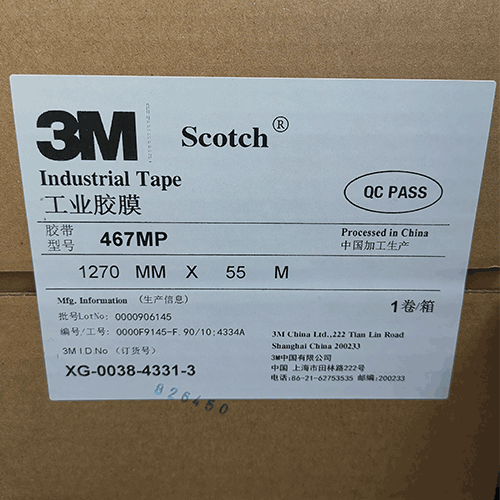 3M Scotch®
Industrial Tape
工业胶膜
QC PASS
胶带
型号 467MP
Processed in China
中国加工生产
1270 MM X 55 M
Mfg. Information (生产信息)
批号LotNo: 0000906145
1卷/箱
编号/工号: 0000F9145-F.90/10;4334A
3M I.D.No (订货号)
XG-0038-4331-3
3M China Ltd.,222 Tian Lin Road
Shanghai China 200233
3M中国有限公司
中国 上海市田林路222号
电话:86-21-62753535 邮编:200233
826450